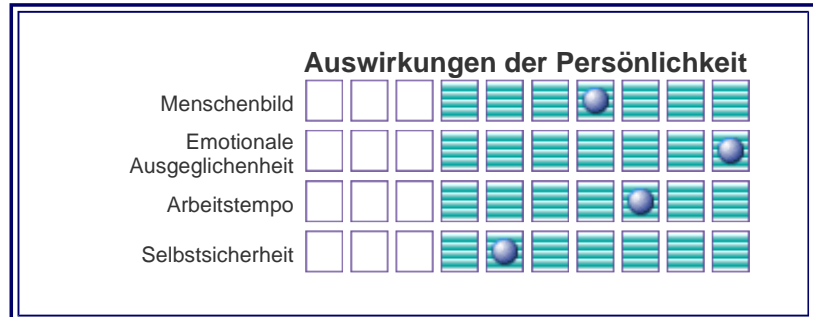 Auswirkungen der Persönlichkeit
Menschenbild
Emotionale
Ausgeglichenheit
Arbeitstempo
Selbstsicherheit